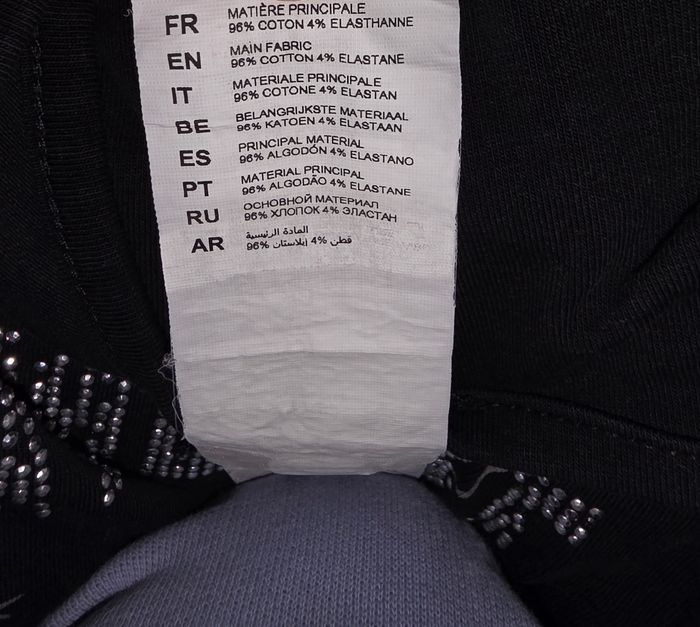 FR MATIÈRE PRINCIPALE
96% COTON 4% ELASTHANNE
EN MAIN FABRIC
96% COTTON 4% ELASTANE
IT MATERIALE PRINCIPALE
96% COTONE 4% ELASTAN
BE BELANGRIJKSTE MATERIAAL
96% KATOEN 4% ELASTAAN
ES PRINCIPAL MATERIAL
96% ALGODÓN 4% ELASTANO
PT MATERIAL PRINCIPAL
96% ALGODÃO 4% ELASTANE
RU ОСНОВНОЙ МАТЕРИАЛ
96% ХЛОПОК 4% ЭЛАСТАН
AR المادة الرئيسية
قطن 4% إيلاستان 96%